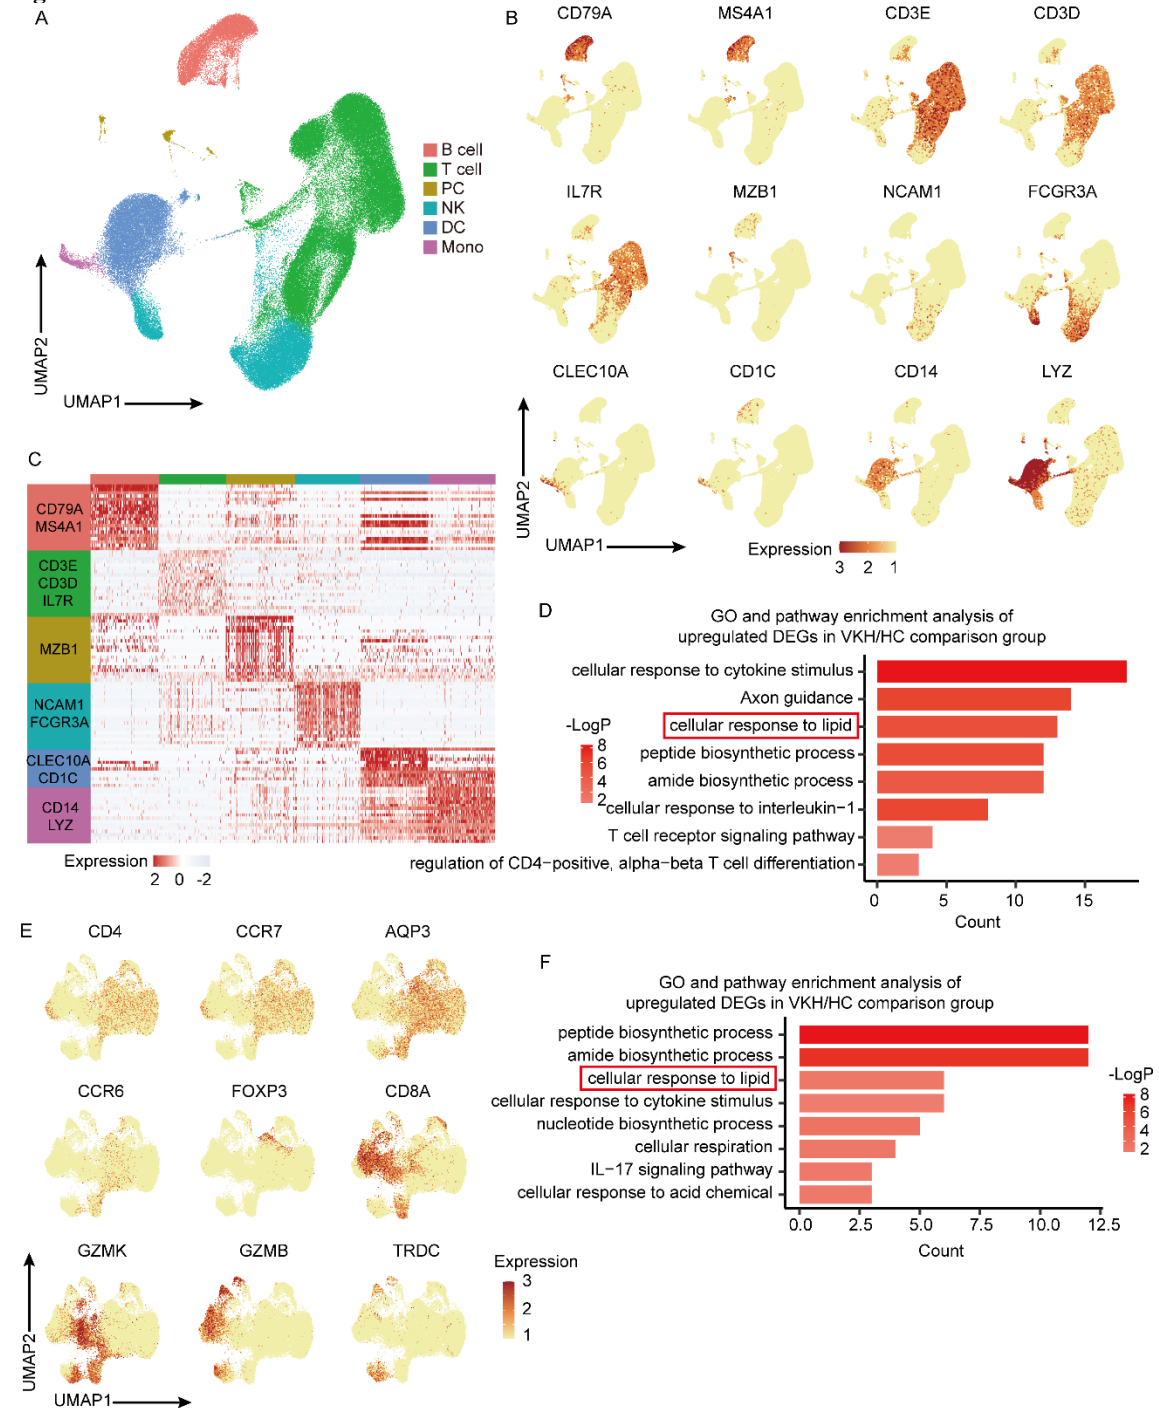 A
B cell
T cell
PC
NK
DC
Mono
UMAP2
UMAP1
B
CD79A MS4A1 CD3E CD3D
IL7R MZB1 NCAM1 FCGR3A
CLEC10A CD1C CD14 LYZ
UMAP2
UMAP1
Expression
3 2 1
C
CD79A
MS4A1
CD3E
CD3D
IL7R
MZB1
NCAM1
FCGR3A
CLEC10A
CD1C
CD14
LYZ
Expression
2 0 -2
D
GO and pathway enrichment analysis of
upregulated DEGs in VKH/HC comparison group
cellular response to cytokine stimulus
Axon guidance
cellular response to lipid
peptide biosynthetic process
amide biosynthetic process
cellular response to interleukin−1
T cell receptor signaling pathway
regulation of CD4−positive, alpha−beta T cell differentiation
-LogP
8
6
4
2
0 5 10 15
Count
E
CD4 CCR7 AQP3
CCR6 FOXP3 CD8A
GZMK GZMB TRDC
Expression
3
2
1
UMAP2
UMAP1
F
GO and pathway enrichment analysis of
upregulated DEGs in VKH/HC comparison group
peptide biosynthetic process
amide biosynthetic process
cellular response to lipid
cellular response to cytokine stimulus
nucleotide biosynthetic process
cellular respiration
IL−17 signaling pathway
cellular response to acid chemical
-LogP
8
6
4
2
0.0 2.5 5.0 7.5 10.0 12.5
Count